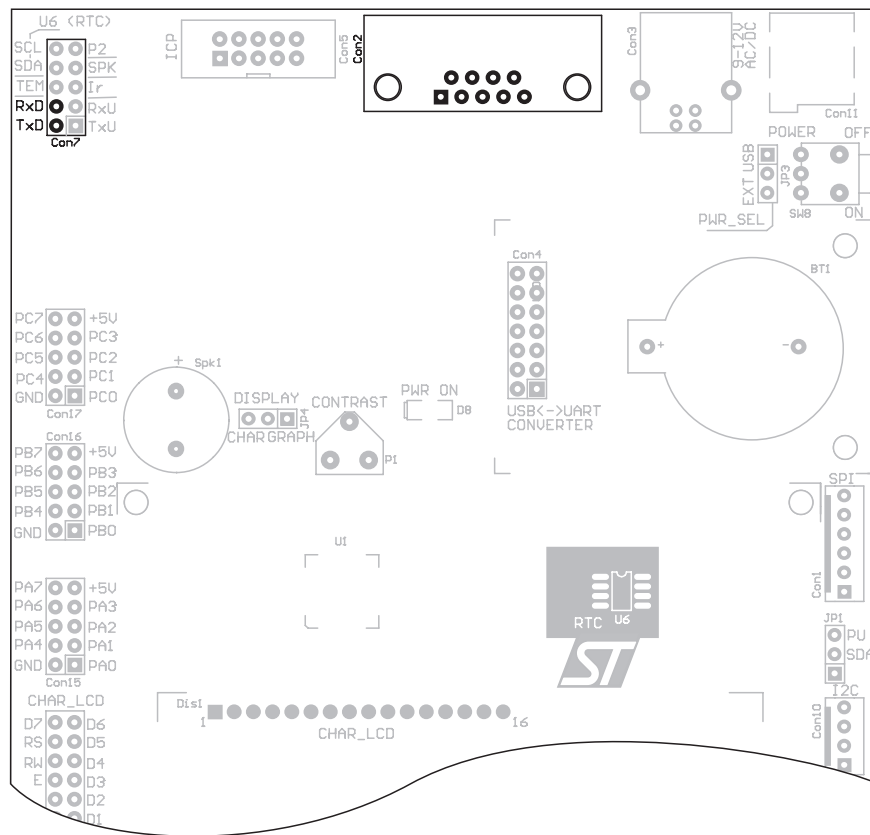 U6 (RTC)
SCL P2
SDA SPK
TEM Ir
RxD RxU
TxD TxU
Con7
ICP
Con5
Con2
Con3
9-12V
AC/DC
Con11
POWER OFF
EXT USB
JP3
SW8 ON
PWR_SEL
Con4
BT1
+ -
USB<->UART
CONVERTER
PC7 +5V
PC6 PC3
PC5 PC2
PC4 PC1
GND PC0
Con17
+ Spk1
DISPLAY
JP4
CHAR GRAPH
CONTRAST
P1
PWR ON
D8
Con16
PB7 +5V
PB6 PB3
PB5 PB2
PB4 PB1
GND PB0
SPI
Con1
U1
RTC U6
ST
PA7 +5V
PA6 PA3
PA5 PA2
PA4 PA1
GND PA0
Con15
JP1
PU
SDA
I2C
Con10
CHAR_LCD
D7 D6
RS D5
RW D4
E D3
D2
D1
Dis1
1 16
CHAR_LCD